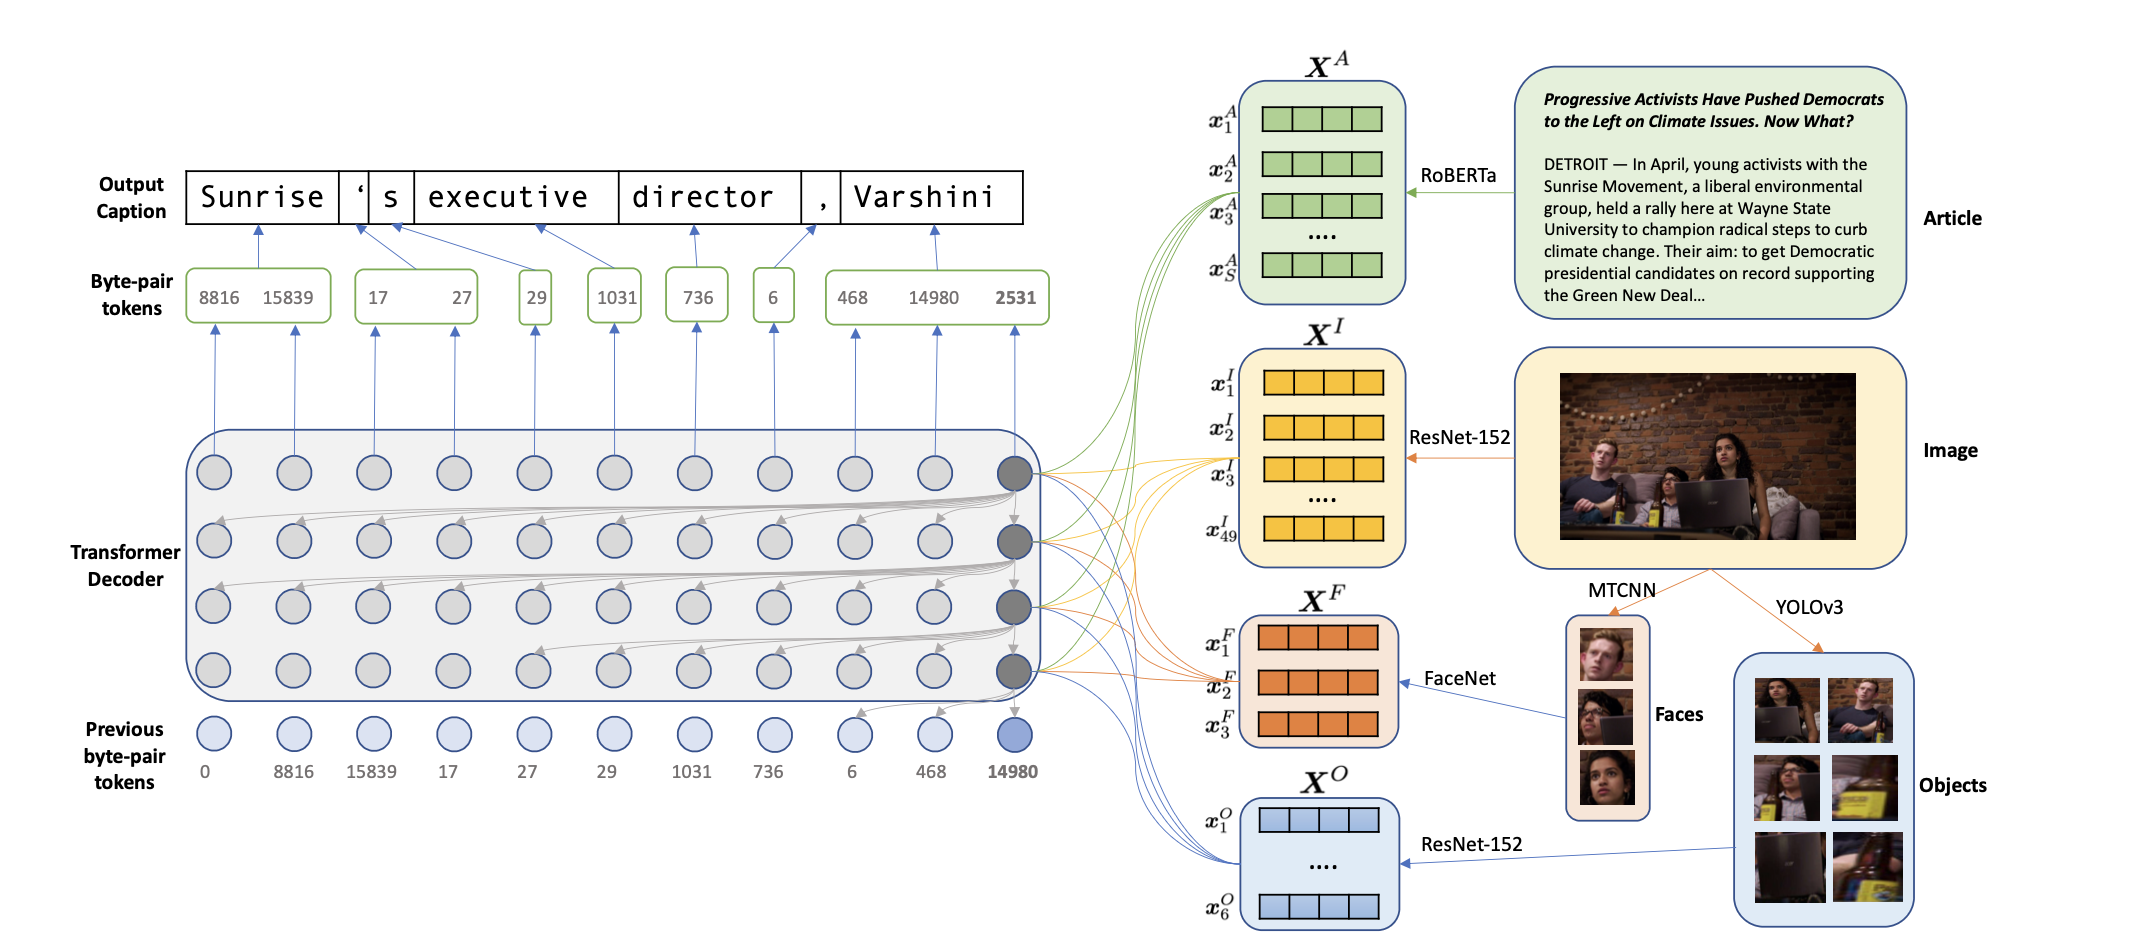 Output
Caption
Sunrise ‘ s executive director , Varshini
Byte-pair
tokens
8816 15839 17 27 29 1031 736 6 468 14980 2531
Transformer
Decoder
Previous
byte-pair
tokens
0 8816 15839 17 27 29 1031 736 6 468 14980
X^A
x_1^A
x_2^A
x_3^A
....
x_S^A
RoBERTa
Progressive Activists Have Pushed Democrats
to the Left on Climate Issues. Now What?
DETROIT — In April, young activists with the
Sunrise Movement, a liberal environmental
group, held a rally here at Wayne State
University to champion radical steps to curb
climate change. Their aim: to get Democratic
presidential candidates on record supporting
the Green New Deal…
Article
X^I
x_1^I
x_2^I
x_3^I
....
x_49^I
ResNet-152
Image
MTCNN
YOLOv3
X^F
x_1^F
x_2^F
x_3^F
FaceNet
Faces
X^O
x_1^O
....
x_6^O
ResNet-152
Objects